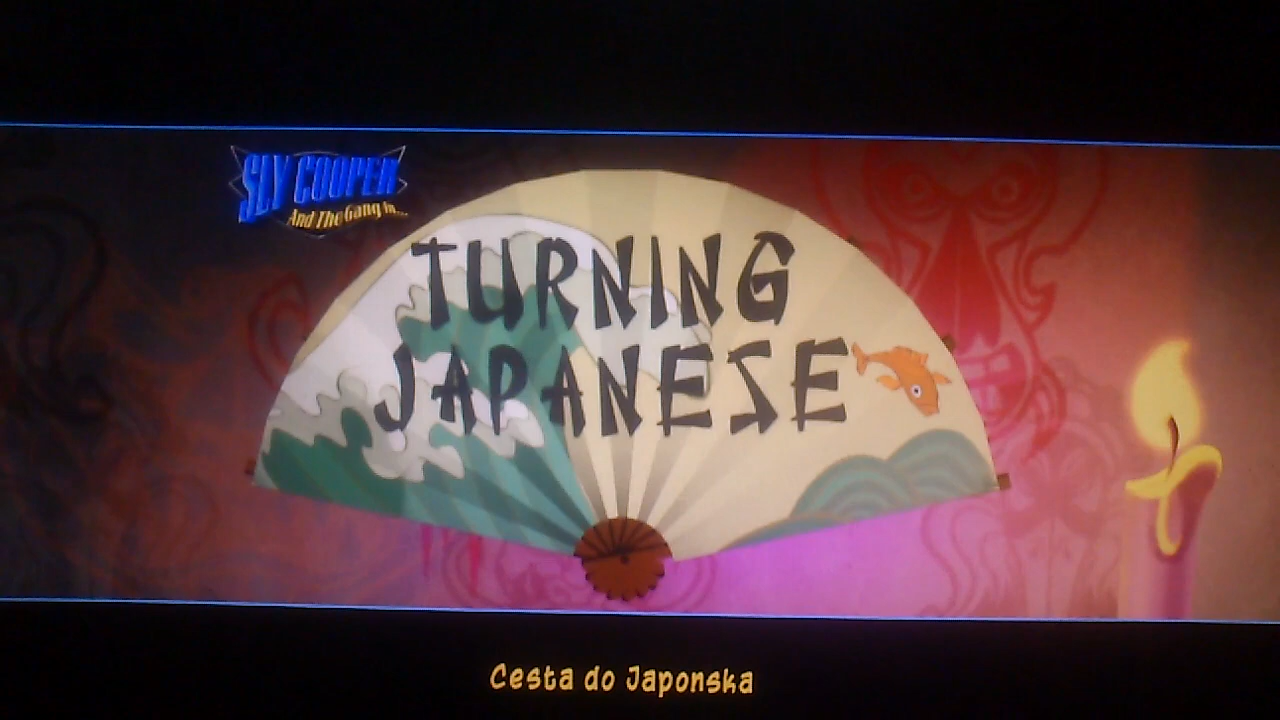 SLY COOPER
And The Gang in...
TURNING
JAPANESE
Cesta do Japonska